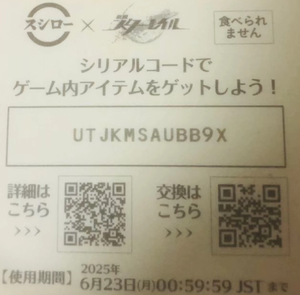 スシロー × 崩壊スターレイル
食べられ
ません
シリアルコードで
ゲーム内アイテムをゲットしよう！
UTJKMSAUBB9X
詳細は
こちら
>>>
交換は
こちら
>>>
【使用期間】 2025年
6月23日(月)00:59:59 JST まで